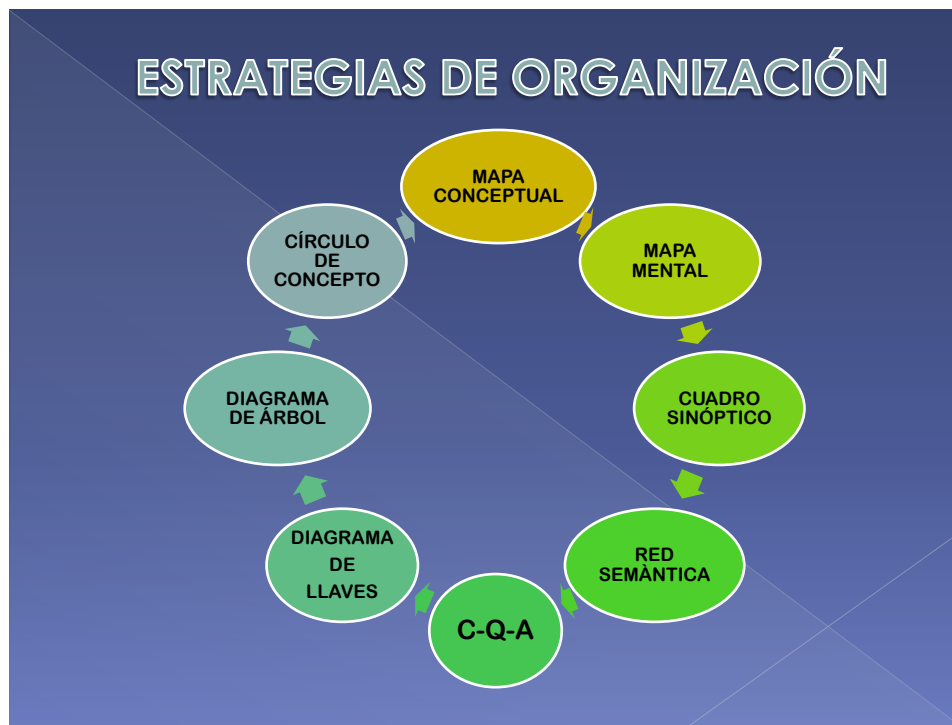 ESTRATEGIAS DE ORGANIZACIÓN
MAPA
CONCEPTUAL
MAPA
MENTAL
CUADRO
SINÓPTICO
RED
SEMÀNTICA
C-Q-A
DIAGRAMA
DE
LLAVES
DIAGRAMA
DE ÁRBOL
CÍRCULO
DE
CONCEPTO